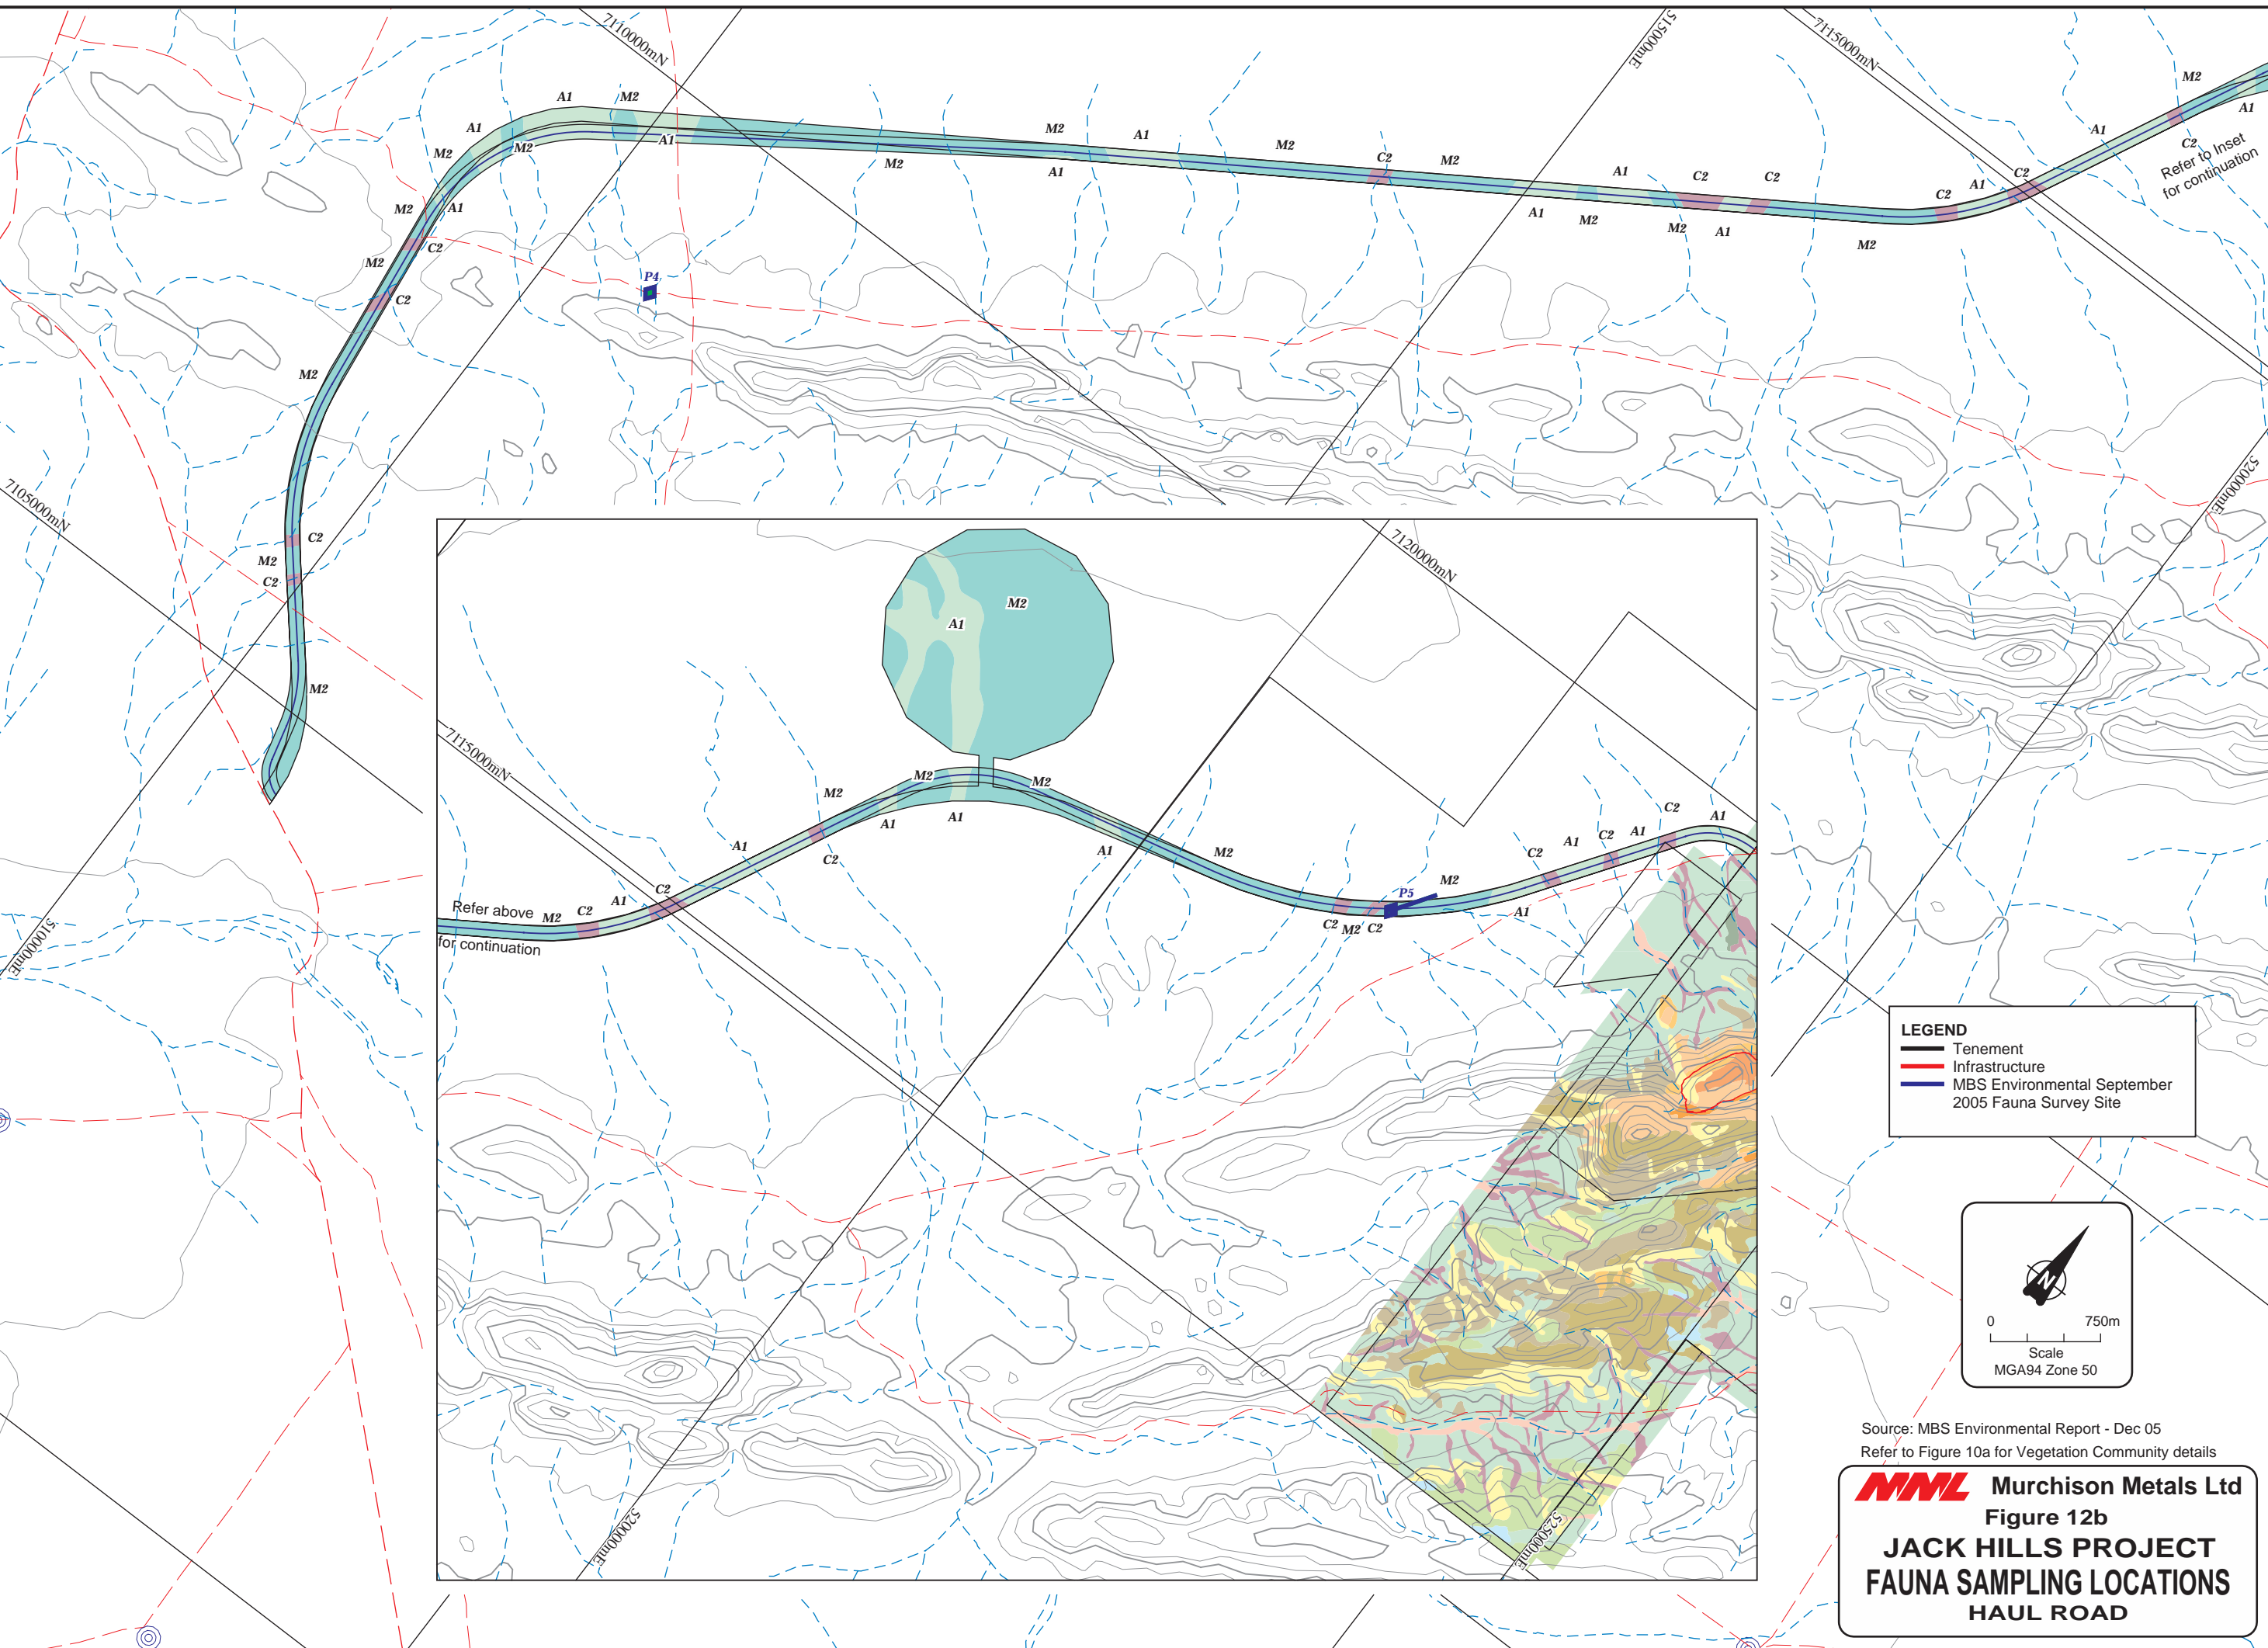 7110000mN
515000mE
7115000mN
M2
A1
M2
A1
C2
Refer to Inset
for continuation
A1
M2
A1
M2
M2
A1
M2
M2
A1
M2
A1
M2
C2
M2
A1
C2
C2
A1
M2
M2
A1
M2
C2
A1
C2
A1
M2
A1
C2
M2
C2
P4
M2
7105000mN
520000mE
C2
M2
C2
M2
510000mE
7120000mN
M2
A1
7115000mN
M2
M2
M2
A1
A1
A1
C2
A1
M2
C2
A1
C2
A1
C2
A1
C2
P5
M2
A1
C2
M2
C2
Refer above
for continuation
M2
C2
A1
520000mE
525000mE
LEGEND
Tenement
Infrastructure
MBS Environmental September
2005 Fauna Survey Site
N
0 750m
Scale
MGA94 Zone 50
Source: MBS Environmental Report - Dec 05
Refer to Figure 10a for Vegetation Community details
MML Murchison Metals Ltd
Figure 12b
JACK HILLS PROJECT
FAUNA SAMPLING LOCATIONS
HAUL ROAD